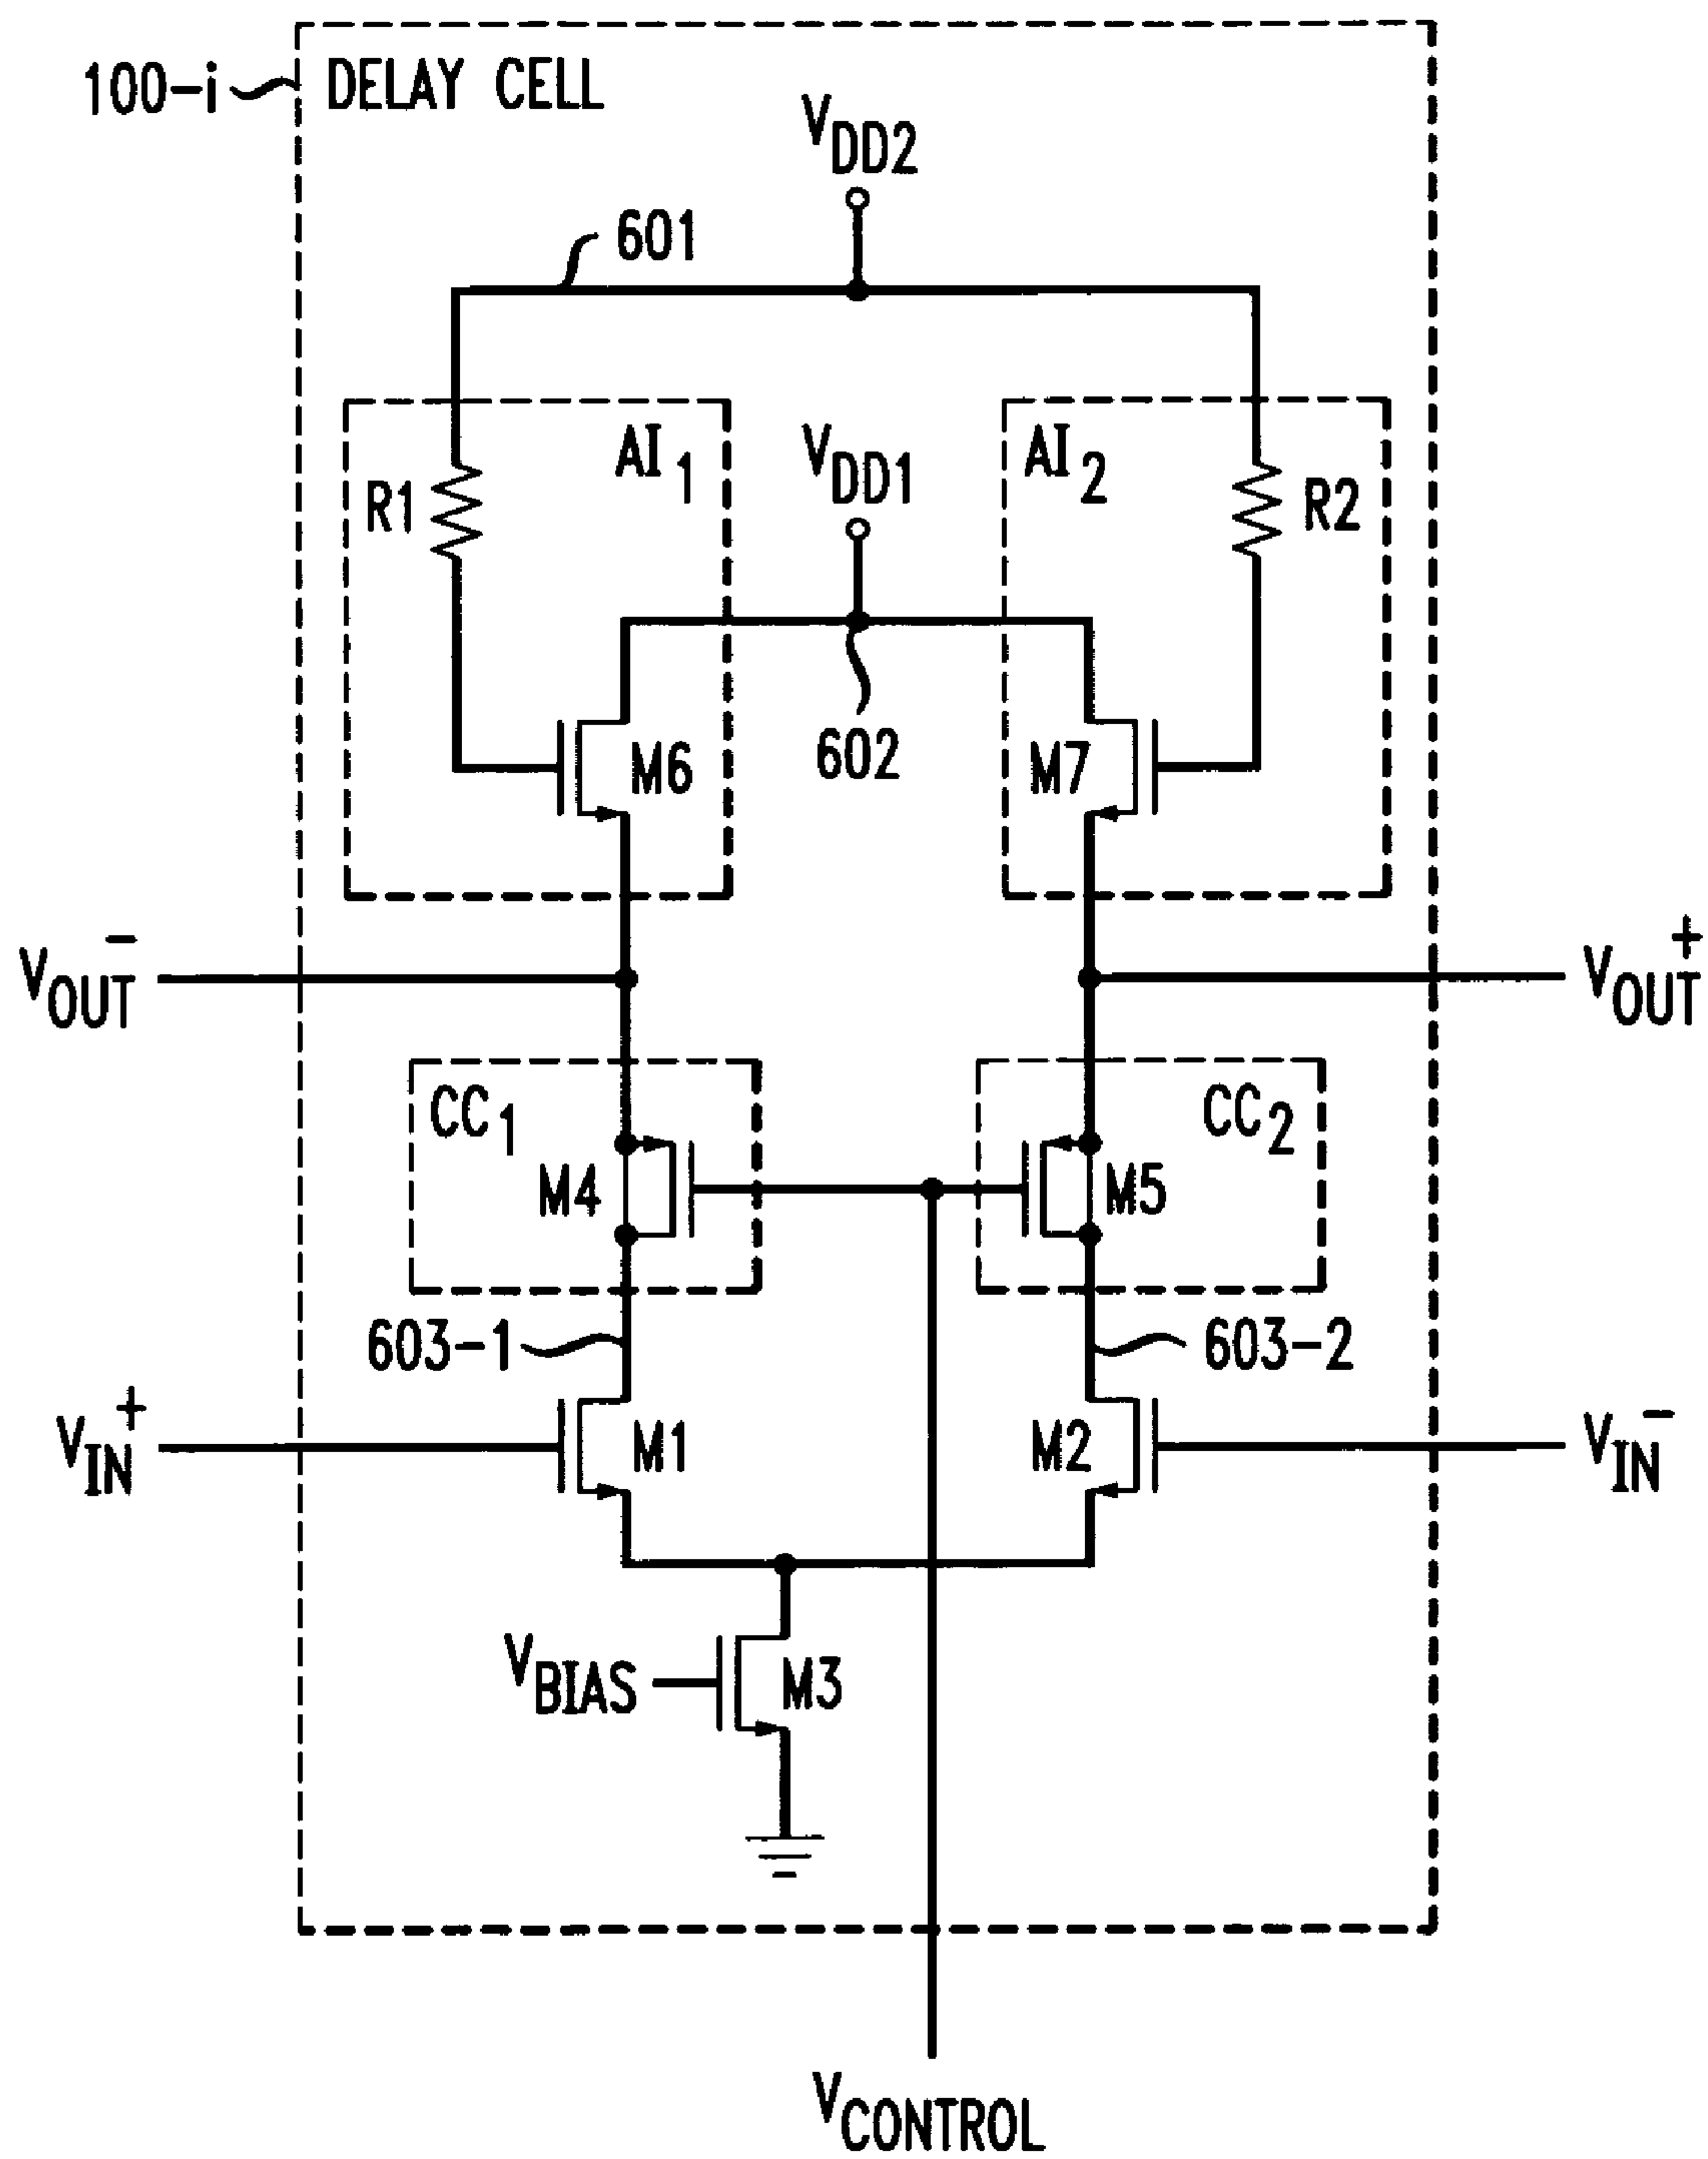 100-i
DELAY CELL
VDD2
601
AI1
VDD1
AI2
R1
R2
M6
602
M7
VOUT−
VOUT+
CC1
CC2
M4
M5
603-1
603-2
VIN+
M1
M2
VIN−
VBIAS
M3
VCONTROL